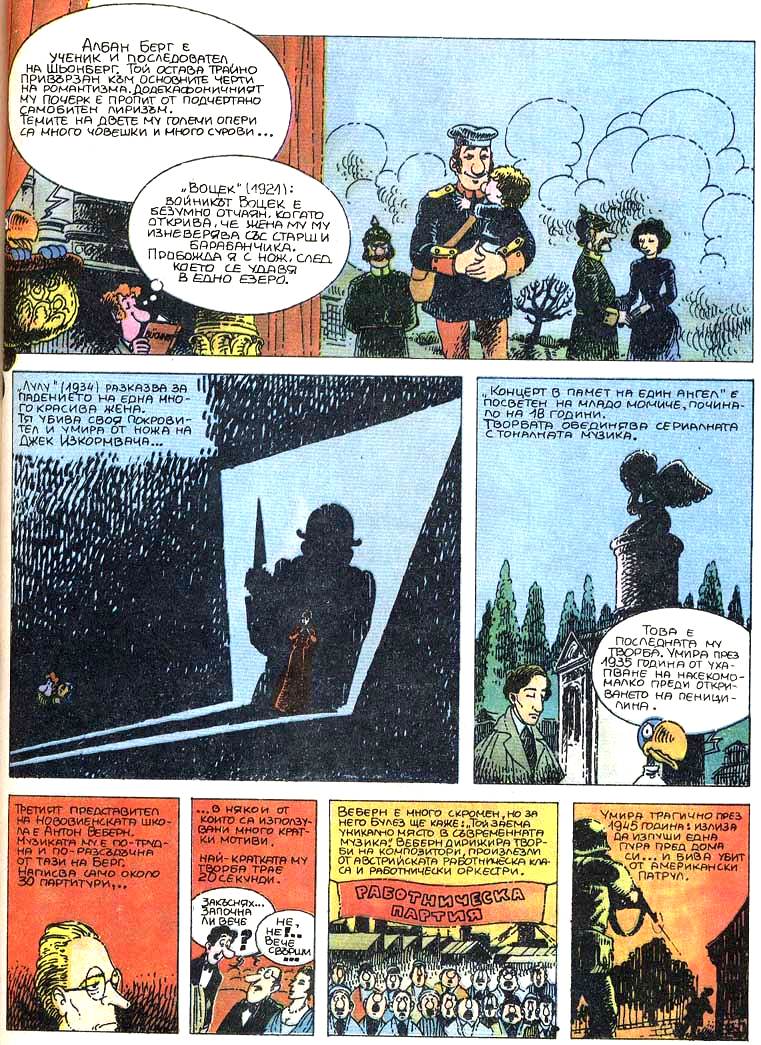 Албан Берг е
ученик и последовател
на Шьонберг. Той остава трайно
привързан към основните черти
на романтизма. Додекафоничният
му почерк е пропит от подчертано
самобитен лиризъм.
Темите на двете му големи опери
са много човешки и много сурови...
„Воцек" (1921):
войникът Воцек е
безумно отчаян. Когато
открива, че жена му му
изневерява със старши
барабанчика.
Пробожда я с нож, след
което се удавя
в едно езеро.
„Лулу" (1934) разказва за
падението на една мно-
го красива жена.
Тя убива своя покрови-
тел и умира от ножа на
Джек Изкормвача...
„Концерт в памет на един ангел" е
посветен на младо момиче, почина-
ло на 18 години.
Творбата обединява сериалната
с тоналната музика.
Това е
последната му
творба. Умира през
1935 година от уха-
пване на насекомо-
малко преди откри-
ването на пеници-
лина.
Третият представител
на нововиенската шко-
ла е Антон Веберн.
Музиката му е по-труд-
на и по-разсъдъчна
от тази на Берг.
Написва само около
30 партитури,..
...в някои от
които са използу-
вани много крат-
ки мотиви.
Най-кратката му
творба трае
20 секунди.
Закъснях...
Започна
ли вече
?
Не,
не!..
Вече
свърши
...
Веберн е много скромен, но за
него Булез ще каже: „Той заема
уникално място в съвременната
музика." Веберн дирижира твор-
би на композитори, произлезли
от австрийската работническа кла-
са и работнически оркестри.
РАБОТНИЧЕСКА
ПАРТИЯ
Умира трагично през
1945 година: излиза
да изпуши една
пура пред дома
си... и бива убит
от американски
патрул.